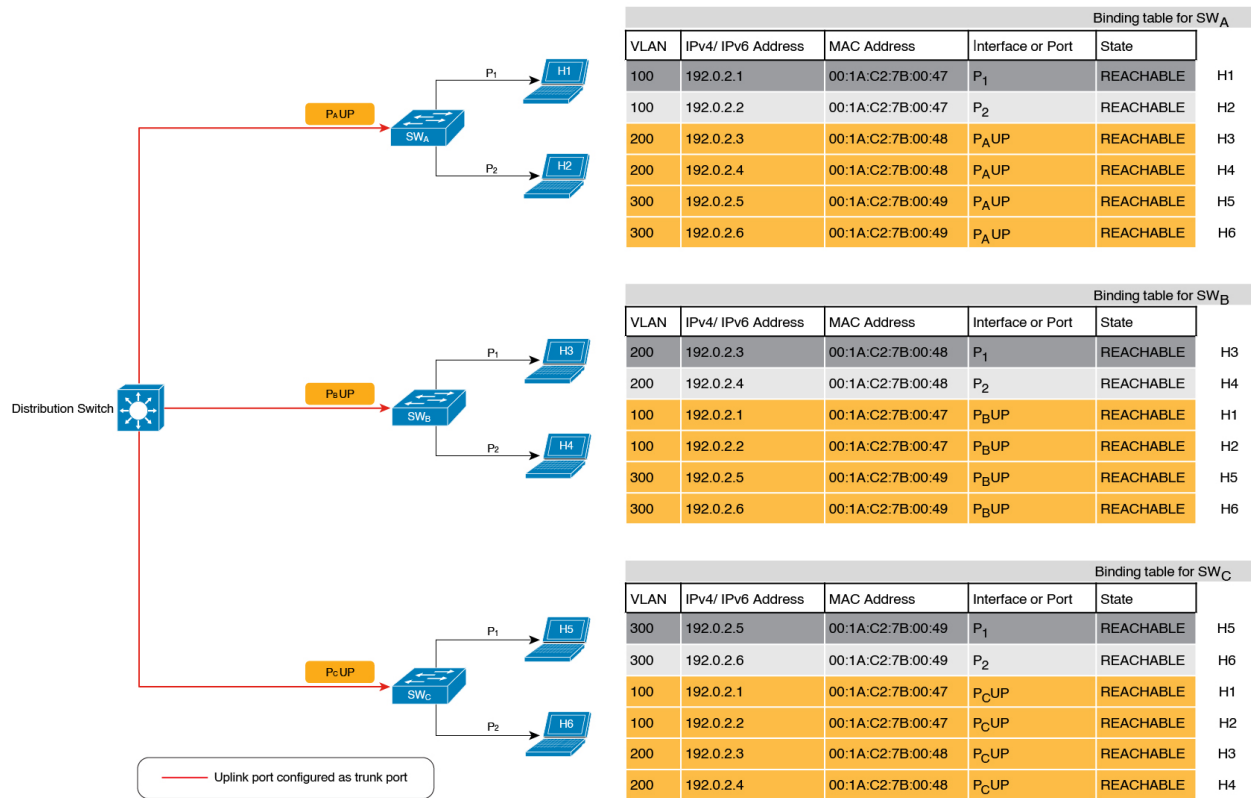 Binding table for SWA
VLAN IPv4/ IPv6 Address MAC Address Interface or Port State
100 192.0.2.1 00:1A:C2:7B:00:47 P1 REACHABLE H1
100 192.0.2.2 00:1A:C2:7B:00:47 P2 REACHABLE H2
200 192.0.2.3 00:1A:C2:7B:00:48 PAUP REACHABLE H3
200 192.0.2.4 00:1A:C2:7B:00:48 PAUP REACHABLE H4
300 192.0.2.5 00:1A:C2:7B:00:49 PAUP REACHABLE H5
300 192.0.2.6 00:1A:C2:7B:00:49 PAUP REACHABLE H6
P1
H1
PAUP
SWA
P2
H2
Binding table for SWB
VLAN IPv4/ IPv6 Address MAC Address Interface or Port State
200 192.0.2.3 00:1A:C2:7B:00:48 P1 REACHABLE H3
200 192.0.2.4 00:1A:C2:7B:00:48 P2 REACHABLE H4
100 192.0.2.1 00:1A:C2:7B:00:47 PBUP REACHABLE H1
100 192.0.2.2 00:1A:C2:7B:00:47 PBUP REACHABLE H2
300 192.0.2.5 00:1A:C2:7B:00:49 PBUP REACHABLE H5
300 192.0.2.6 00:1A:C2:7B:00:49 PBUP REACHABLE H6
P1
H3
PBUP
Distribution Switch
SWB
P2
H4
Binding table for SWC
VLAN IPv4/ IPv6 Address MAC Address Interface or Port State
300 192.0.2.5 00:1A:C2:7B:00:49 P1 REACHABLE H5
300 192.0.2.6 00:1A:C2:7B:00:49 P2 REACHABLE H6
100 192.0.2.1 00:1A:C2:7B:00:47 PCUP REACHABLE H1
100 192.0.2.2 00:1A:C2:7B:00:47 PCUP REACHABLE H2
200 192.0.2.3 00:1A:C2:7B:00:48 PCUP REACHABLE H3
200 192.0.2.4 00:1A:C2:7B:00:48 PCUP REACHABLE H4
P1
H5
PCUP
SWC
P2
H6
Uplink port configured as trunk port